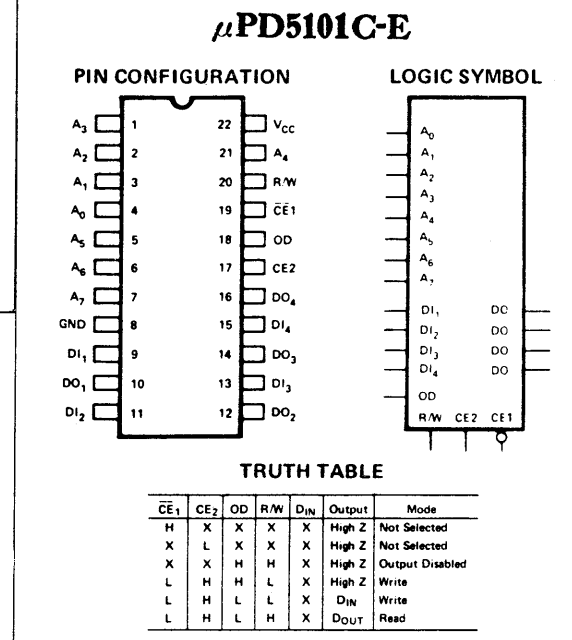 μPD5101C-E
PIN CONFIGURATION
LOGIC SYMBOL
A3 1 22 VCC
A2 2 21 A4
A1 3 20 R/W
A0 4 19 C̅E̅1
A5 5 18 OD
A6 6 17 CE2
A7 7 16 DO4
GND 8 15 DI4
DI1 9 14 DO3
DO1 10 13 DI3
DI2 11 12 DO2
A0
A1
A2
A3
A4
A5
A6
A7
DI1 DO
DI2 DO
DI3 DO
DI4 DO
OD
R/W CE2 CE1
TRUTH TABLE
C̅E̅1 CE2 OD R/W DIN Output Mode
H X X X X High Z Not Selected
X L X X X High Z Not Selected
X X H H X High Z Output Disabled
L H H L X High Z Write
L H L L X DIN Write
L H L H X DOUT Read